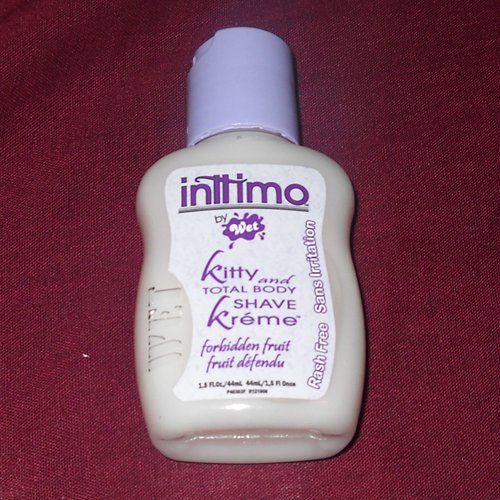 inttimo
by Wet
kitty and
TOTAL BODY
SHAVE
kréme™
forbidden fruit
fruit défendu
1.5 Fl.Oz/44mL 44mL/1,5 Fl Once
Rash Free Sans Irritation
WET